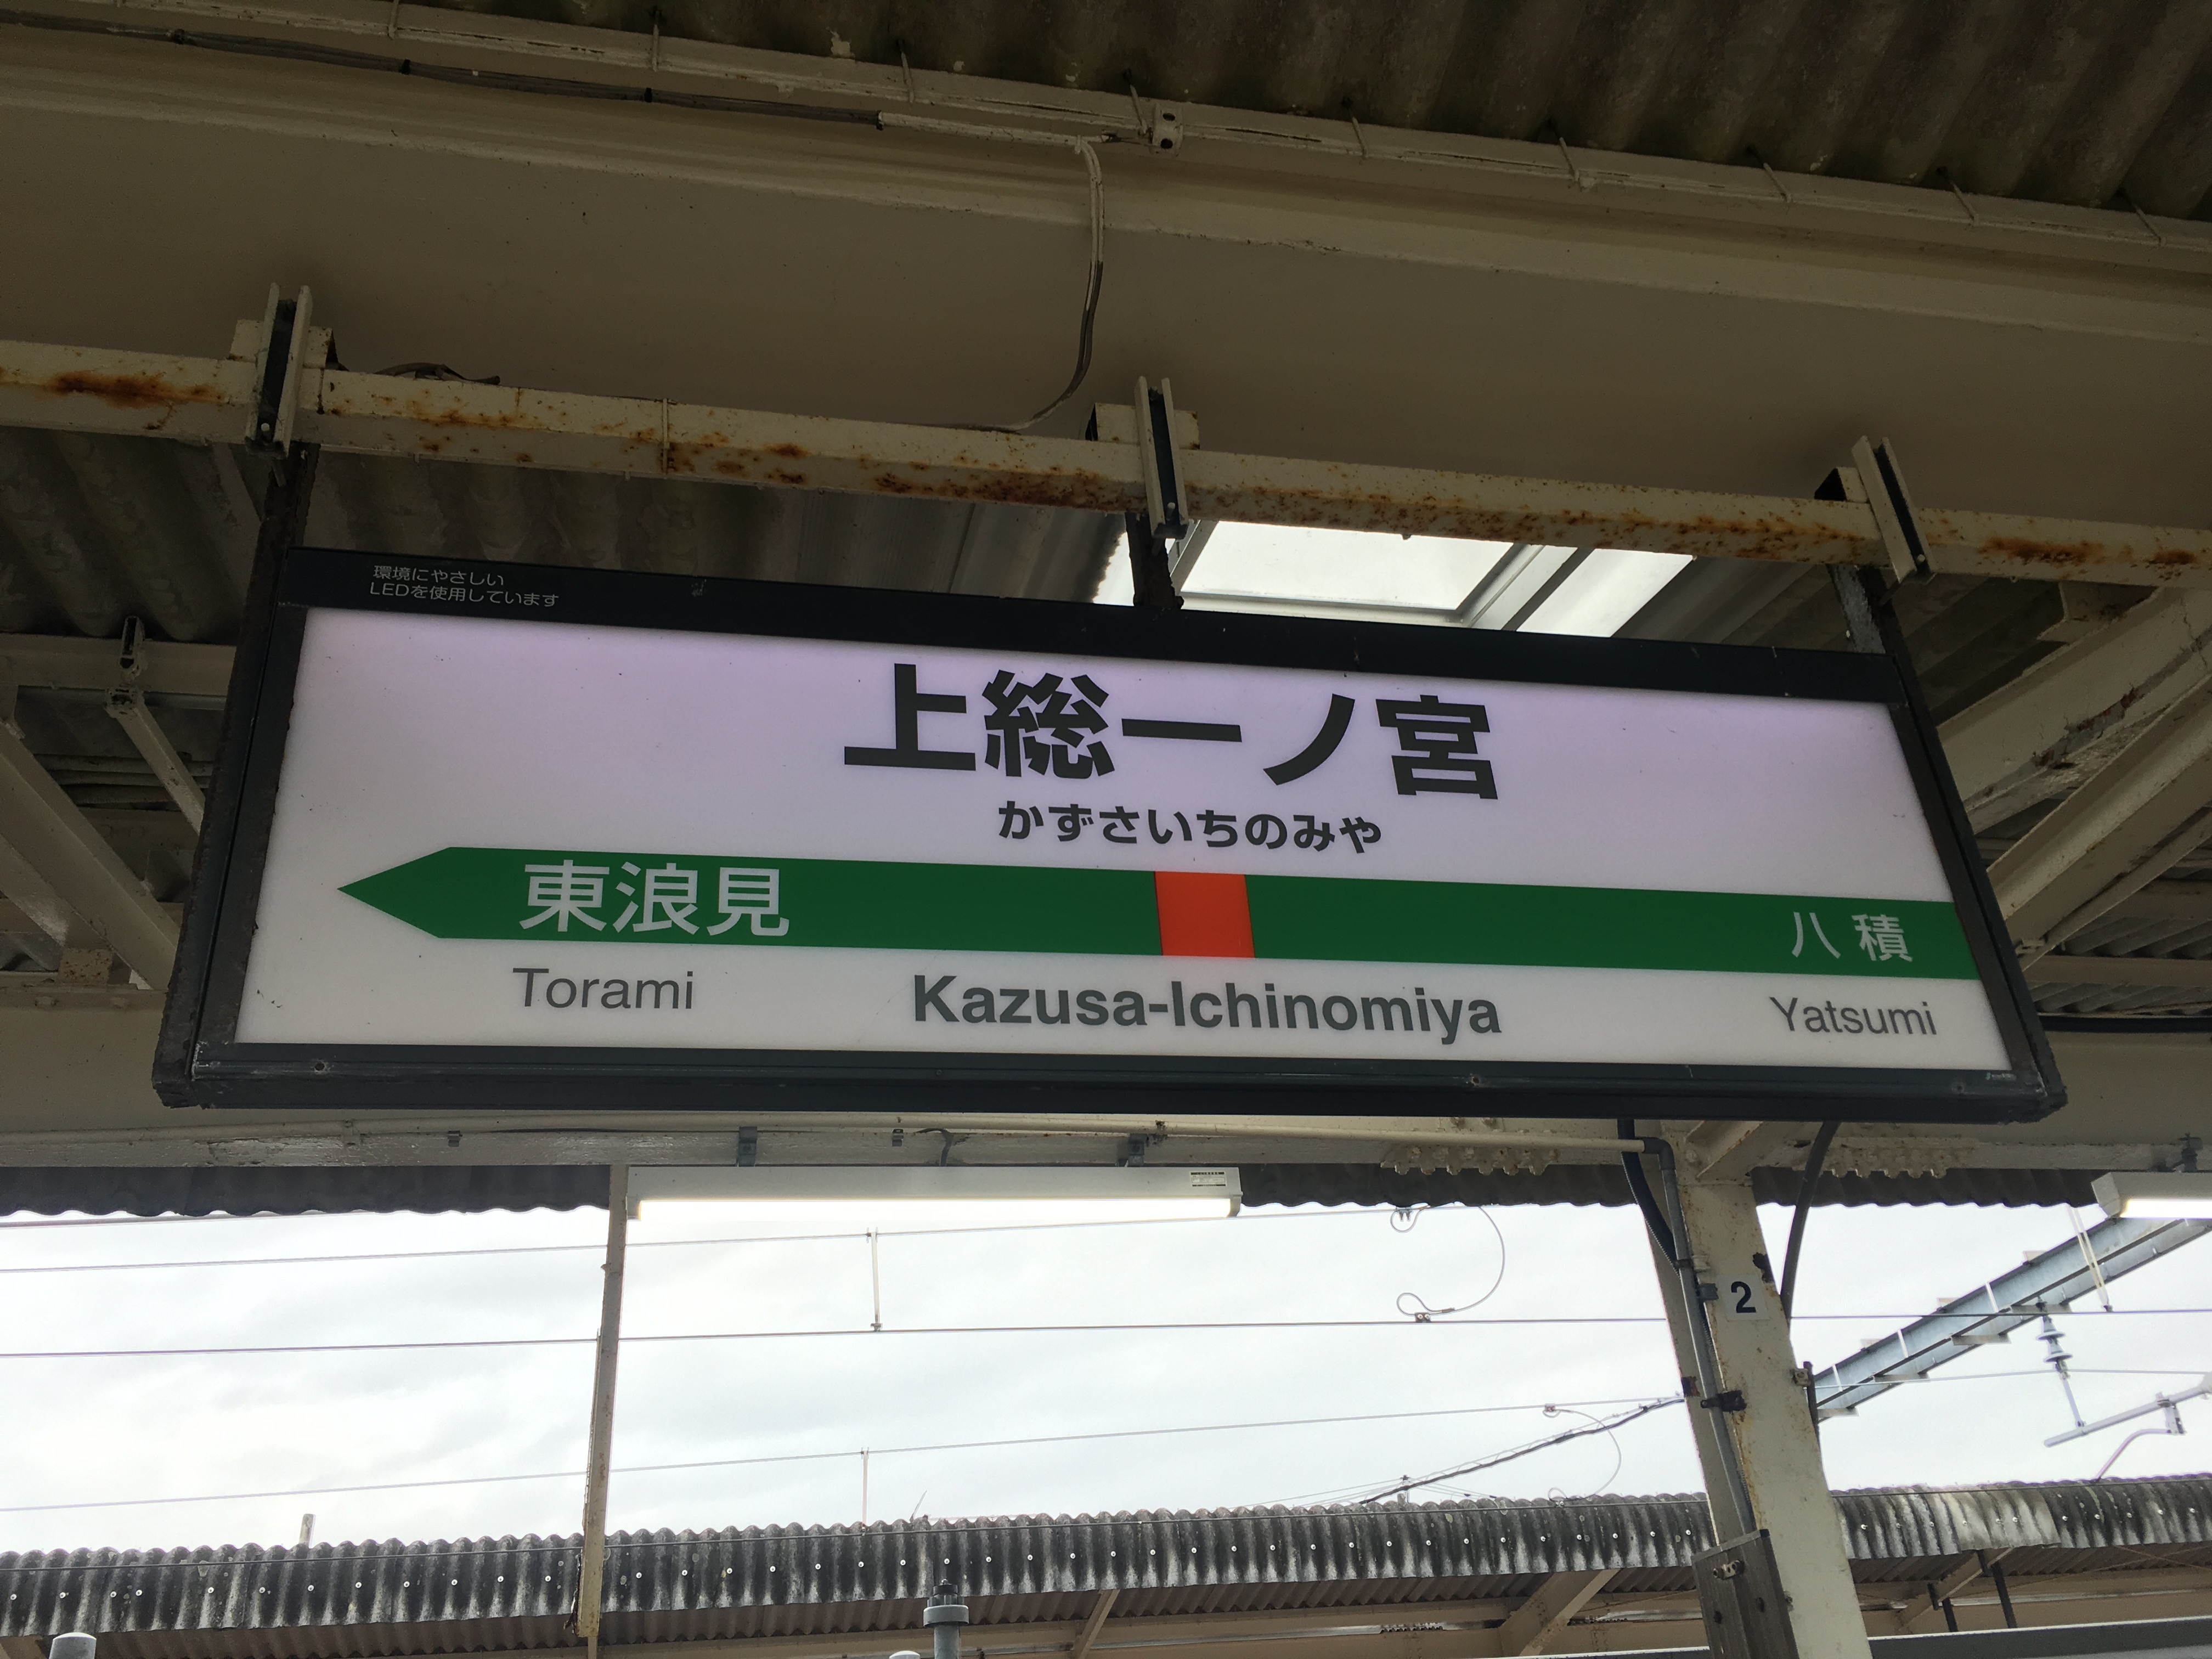 環境にやさしい
LEDを使用しています
上総一ノ宮
かずさいちのみや
東浪見
八積
Torami
Kazusa-Ichinomiya
Yatsumi
2